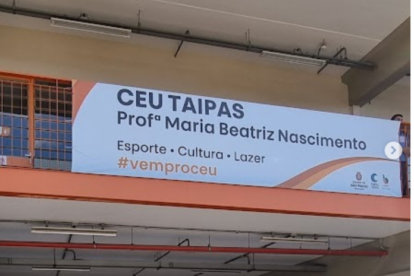 CEU TAIPAS
Profª Maria Beatriz Nascimento
Esporte • Cultura • Lazer
#vemproceu